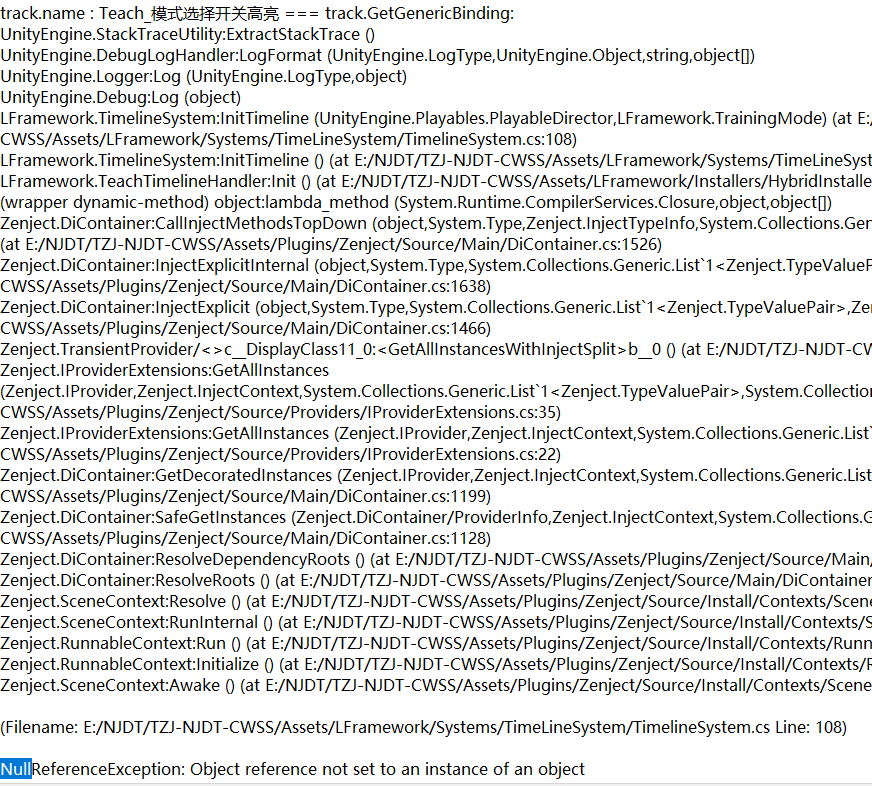 track.name : Teach_模式选择开关高亮 === track.GetGenericBinding:
UnityEngine.StackTraceUtility:ExtractStackTrace ()
UnityEngine.DebugLogHandler:LogFormat (UnityEngine.LogType,UnityEngine.Object,string,object[])
UnityEngine.Logger:Log (UnityEngine.LogType,object)
UnityEngine.Debug:Log (object)
LFramework.TimelineSystem:InitTimeline (UnityEngine.Playables.PlayableDirector,LFramework.TrainingMode) (at E:/
CWSS/Assets/LFramework/Systems/TimeLineSystem/TimelineSystem.cs:108)
LFramework.TimelineSystem:InitTimeline () (at E:/NJDT/TZJ-NJDT-CWSS/Assets/LFramework/Systems/TimeLineSyst
LFramework.TeachTimelineHandler:Init () (at E:/NJDT/TZJ-NJDT-CWSS/Assets/LFramework/Installers/HybridInstalle
(wrapper dynamic-method) object:lambda_method (System.Runtime.CompilerServices.Closure,object,object[])
Zenject.DiContainer:CallInjectMethodsTopDown (object,System.Type,Zenject.InjectTypeInfo,System.Collections.Gen
(at E:/NJDT/TZJ-NJDT-CWSS/Assets/Plugins/Zenject/Source/Main/DiContainer.cs:1526)
Zenject.DiContainer:InjectExplicitInternal (object,System.Type,System.Collections.Generic.List`1<Zenject.TypeValueP
CWSS/Assets/Plugins/Zenject/Source/Main/DiContainer.cs:1638)
Zenject.DiContainer:InjectExplicit (object,System.Type,System.Collections.Generic.List`1<Zenject.TypeValuePair>,Zen
CWSS/Assets/Plugins/Zenject/Source/Main/DiContainer.cs:1466)
Zenject.TransientProvider/<>c__DisplayClass11_0:<GetAllInstancesWithInjectSplit>b__0 () (at E:/NJDT/TZJ-NJDT-CW
Zenject.IProviderExtensions:GetAllInstances
(Zenject.IProvider,Zenject.InjectContext,System.Collections.Generic.List`1<Zenject.TypeValuePair>,System.Collection
CWSS/Assets/Plugins/Zenject/Source/Providers/IProviderExtensions.cs:35)
Zenject.IProviderExtensions:GetAllInstances (Zenject.IProvider,Zenject.InjectContext,System.Collections.Generic.List`
CWSS/Assets/Plugins/Zenject/Source/Providers/IProviderExtensions.cs:22)
Zenject.DiContainer:GetDecoratedInstances (Zenject.IProvider,Zenject.InjectContext,System.Collections.Generic.List
CWSS/Assets/Plugins/Zenject/Source/Main/DiContainer.cs:1199)
Zenject.DiContainer:SafeGetInstances (Zenject.DiContainer/ProviderInfo,Zenject.InjectContext,System.Collections.G
CWSS/Assets/Plugins/Zenject/Source/Main/DiContainer.cs:1128)
Zenject.DiContainer:ResolveDependencyRoots () (at E:/NJDT/TZJ-NJDT-CWSS/Assets/Plugins/Zenject/Source/Main/
Zenject.DiContainer:ResolveRoots () (at E:/NJDT/TZJ-NJDT-CWSS/Assets/Plugins/Zenject/Source/Main/DiContainer
Zenject.SceneContext:Resolve () (at E:/NJDT/TZJ-NJDT-CWSS/Assets/Plugins/Zenject/Source/Install/Contexts/Scene
Zenject.SceneContext:RunInternal () (at E:/NJDT/TZJ-NJDT-CWSS/Assets/Plugins/Zenject/Source/Install/Contexts/S
Zenject.RunnableContext:Run () (at E:/NJDT/TZJ-NJDT-CWSS/Assets/Plugins/Zenject/Source/Install/Contexts/Runn
Zenject.RunnableContext:Initialize () (at E:/NJDT/TZJ-NJDT-CWSS/Assets/Plugins/Zenject/Source/Install/Contexts/R
Zenject.SceneContext:Awake () (at E:/NJDT/TZJ-NJDT-CWSS/Assets/Plugins/Zenject/Source/Install/Contexts/Scene
(Filename: E:/NJDT/TZJ-NJDT-CWSS/Assets/LFramework/Systems/TimeLineSystem/TimelineSystem.cs Line: 108)
NullReferenceException: Object reference not set to an instance of an object